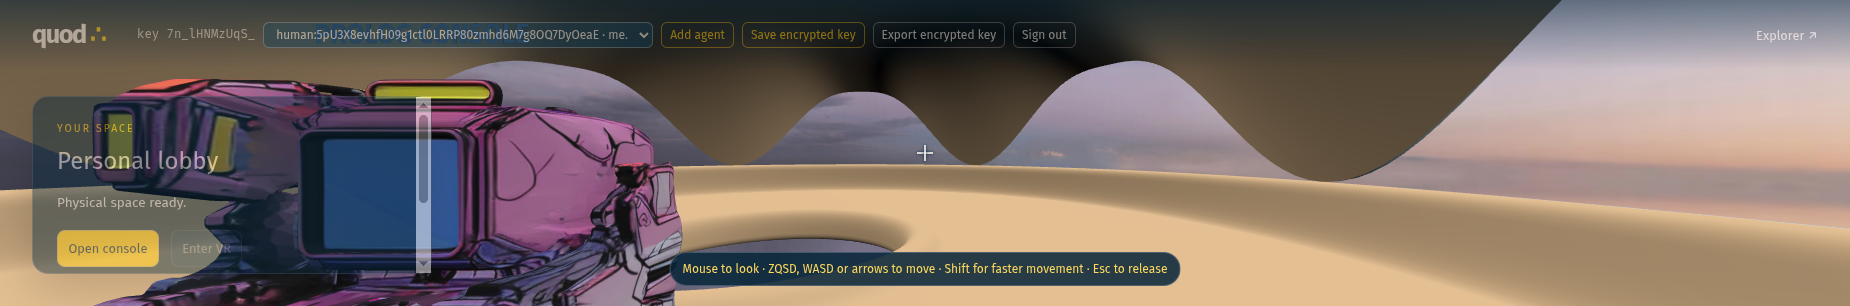 quod
key 7n_lHNMzUqS_
human:5pU3X8evhfH09g1ctl0LRRP80zmhd6M7g8OQ7DyOeaE · me.
Add agent
Save encrypted key
Export encrypted key
Sign out
Explorer ↗
YOUR SPACE
Personal lobby
Physical space ready.
Open console
Enter VR
Mouse to look · ZQSD, WASD or arrows to move · Shift for faster movement · Esc to release